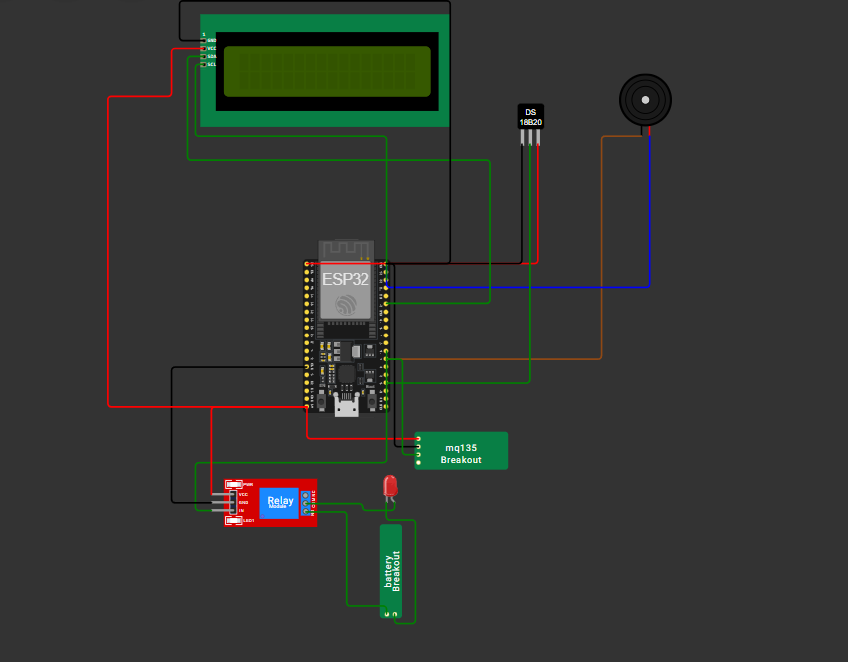 1
GND
VCC
SDA
SCL
DS
18B20
ESP32
mq135
Breakout
PWR
VCC
GND
IN
LED1
Relay
Module
battery
Breakout